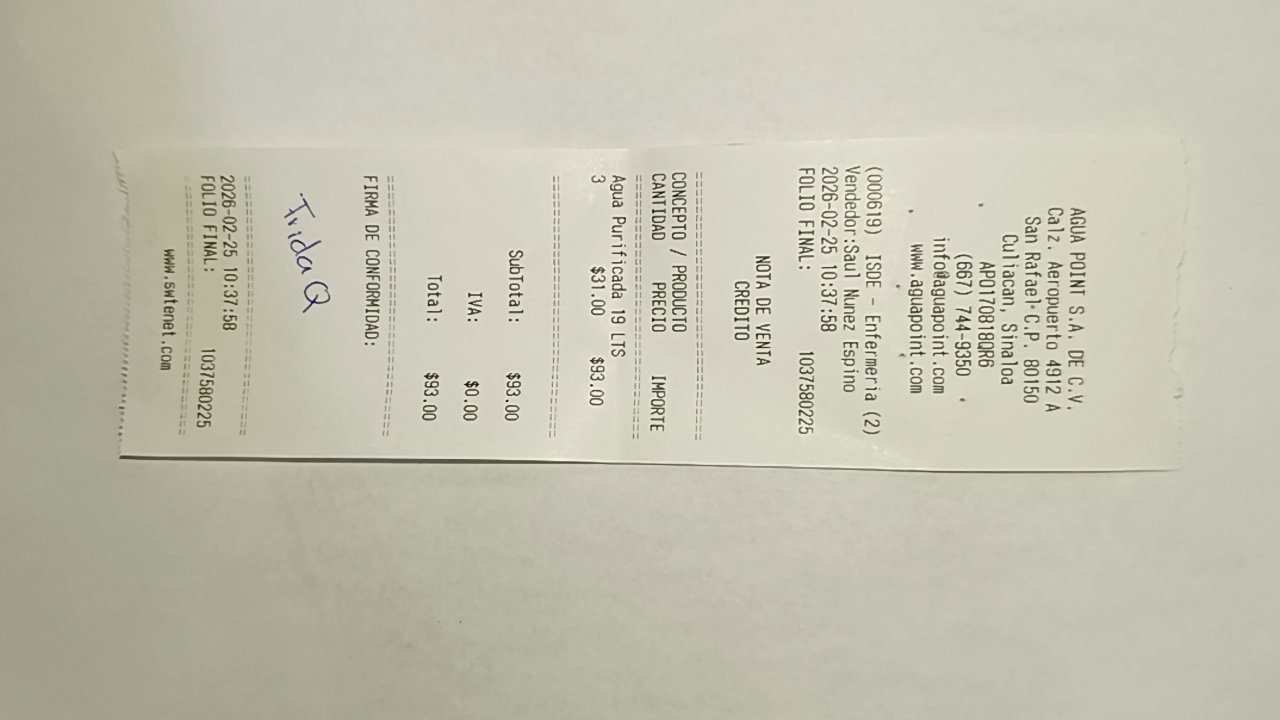 AGUA POINT S.A. DE C.V.
Calz. Aeropuerto 4912 A
San Rafael C.P. 80150
Culiacan, Sinaloa
APO170818QR6
(667) 744-9350
info@aguapoint.com
www.aguapoint.com
(000619) ISDE - Enfermeria (2)
Vendedor:Saul Nunez Espino
2026-02-25 10:37:58
FOLIO FINAL: 1037580225
NOTA DE VENTA
CREDITO
================================
CONCEPTO / PRODUCTO
CANTIDAD PRECIO IMPORTE
================================
Agua Purificada 19 LTS
3 $31.00 $93.00
================================
SubTotal: $93.00
IVA: $0.00
Total: $93.00
================================
FIRMA DE CONFORMIDAD:
Frida Q
================================
2026-02-25 10:37:58
FOLIO FINAL: 1037580225
================================
www.swtenet.com